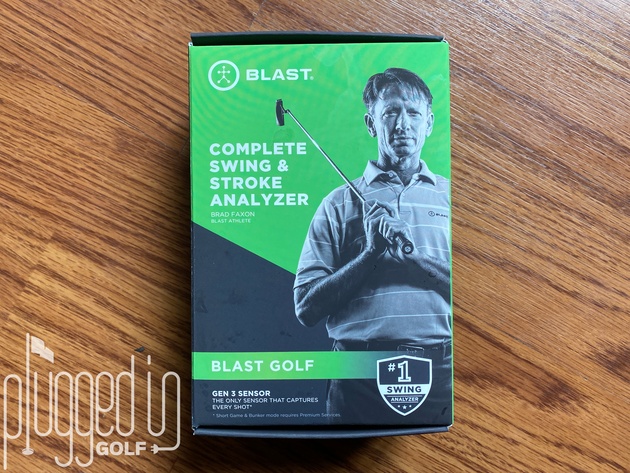 BLAST®
COMPLETE
SWING &
STROKE
ANALYZER
BRAD FAXON
BLAST ATHLETE
BLAST
BLAST GOLF
GEN 3 SENSOR
THE ONLY SENSOR THAT CAPTURES
EVERY SHOT*
* Short Game & Bunker mode requires Premium Services.
#1
SWING
ANALYZER
plugged in
GOLF